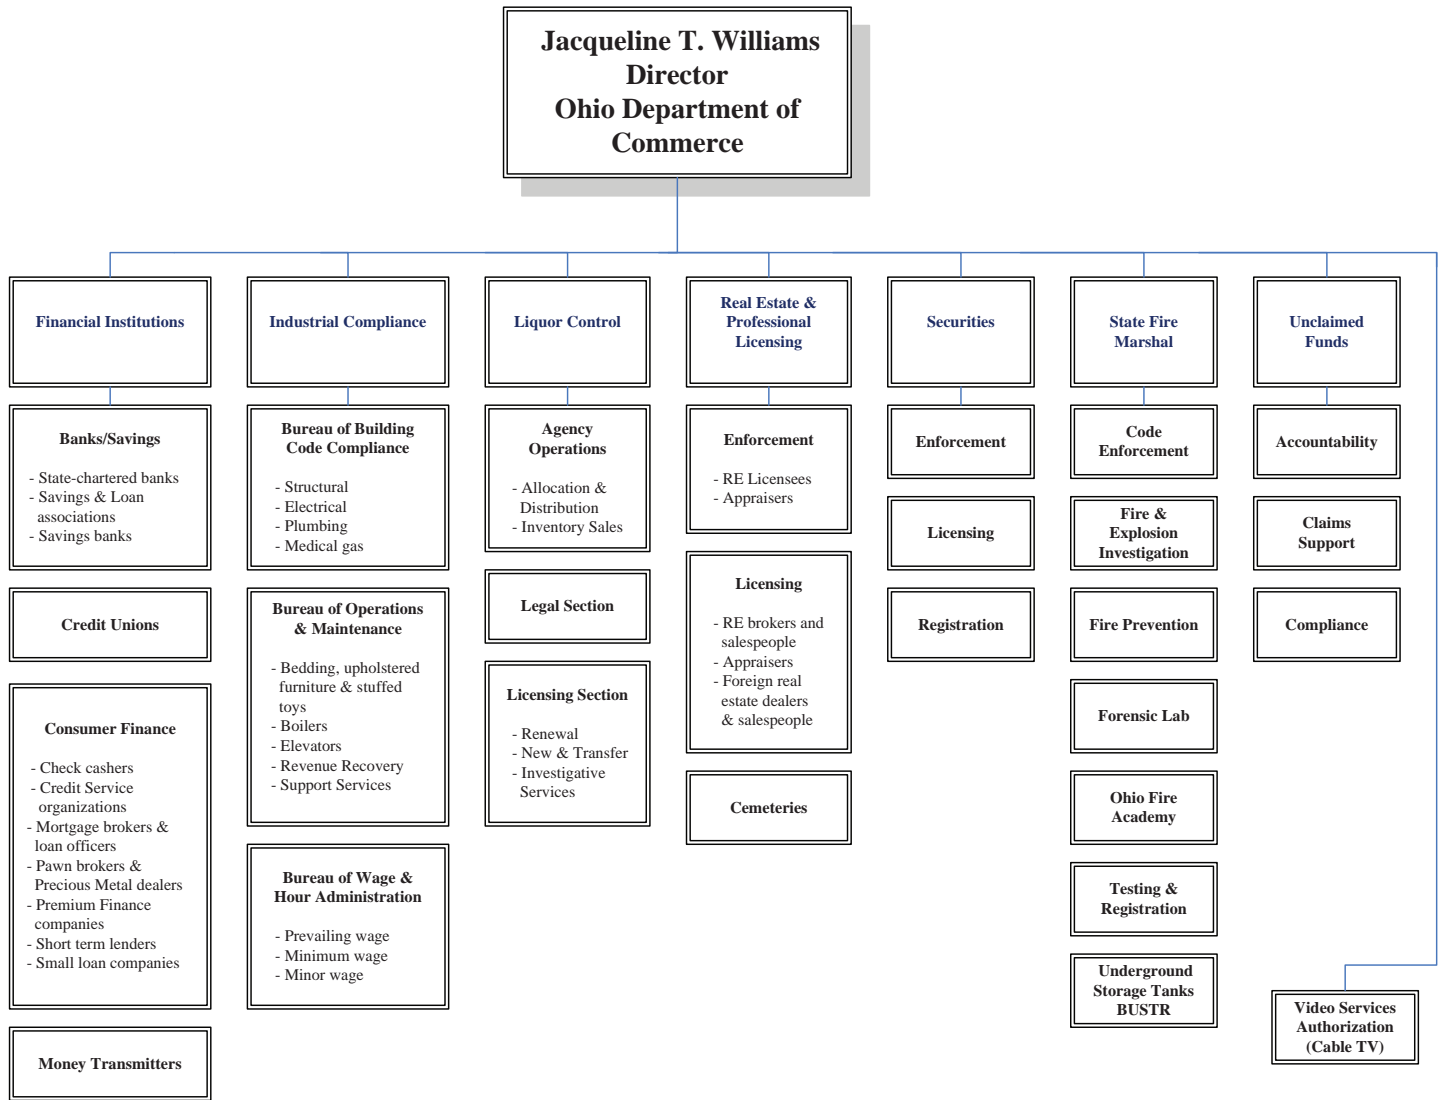 Jacqueline T. Williams
Director
Ohio Department of
Commerce
Financial Institutions
Banks/Savings
- State-chartered banks
- Savings & Loan
associations
- Savings banks
Credit Unions
Consumer Finance
- Check cashers
- Credit Service
organizations
- Mortgage brokers &
loan officers
- Pawn brokers &
Precious Metal dealers
- Premium Finance
companies
- Short term lenders
- Small loan companies
Money Transmitters
Industrial Compliance
Bureau of Building
Code Compliance
- Structural
- Electrical
- Plumbing
- Medical gas
Bureau of Operations
& Maintenance
- Bedding, upholstered
furniture & stuffed
toys
- Boilers
- Elevators
- Revenue Recovery
- Support Services
Bureau of Wage &
Hour Administration
- Prevailing wage
- Minimum wage
- Minor wage
Liquor Control
Agency
Operations
- Allocation &
Distribution
- Inventory Sales
Legal Section
Licensing Section
- Renewal
- New & Transfer
- Investigative
Services
Real Estate &
Professional
Licensing
Enforcement
- RE Licensees
- Appraisers
Licensing
- RE brokers and
salespeople
- Appraisers
- Foreign real
estate dealers
& salespeople
Cemeteries
Securities
Enforcement
Licensing
Registration
State Fire
Marshal
Code
Enforcement
Fire &
Explosion
Investigation
Fire Prevention
Forensic Lab
Ohio Fire
Academy
Testing &
Registration
Underground
Storage Tanks
BUSTR
Unclaimed
Funds
Accountability
Claims
Support
Compliance
Video Services
Authorization
(Cable TV)